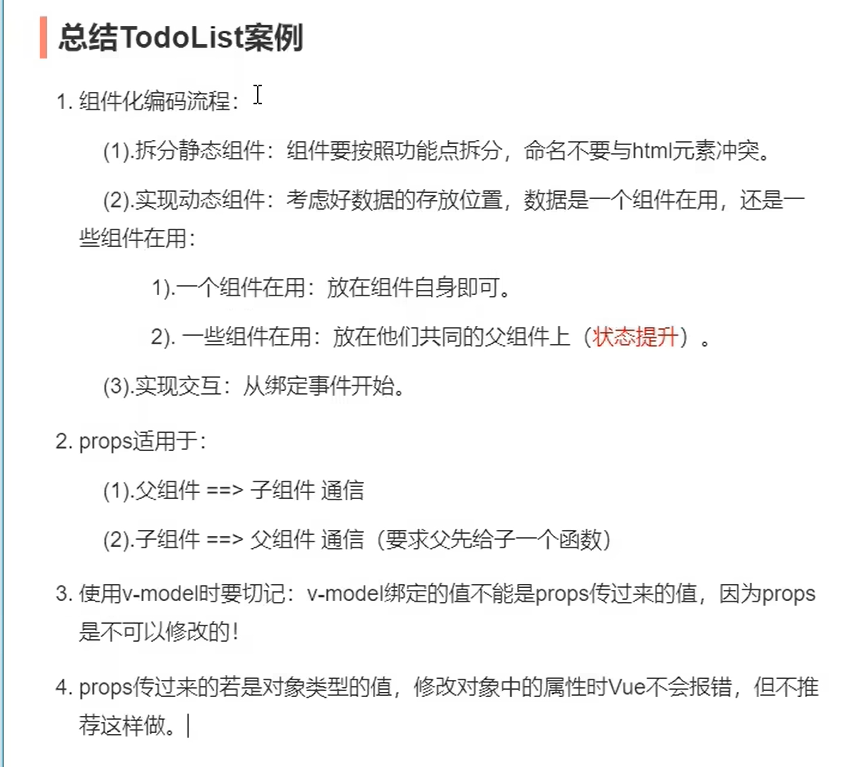 总结TodoList案例
1. 组件化编码流程：
(1).拆分静态组件：组件要按照功能点拆分，命名不要与html元素冲突。
(2).实现动态组件：考虑好数据的存放位置，数据是一个组件在用，还是一
些组件在用：
1).一个组件在用：放在组件自身即可。
2). 一些组件在用：放在他们共同的父组件上（状态提升）。
(3).实现交互：从绑定事件开始。
2. props适用于：
(1).父组件 ==> 子组件 通信
(2).子组件 ==> 父组件 通信（要求父先给子一个函数）
3. 使用v-model时要切记：v-model绑定的值不能是props传过来的值，因为props
是不可以修改的！
4. props传过来的若是对象类型的值，修改对象中的属性时Vue不会报错，但不推
荐这样做。